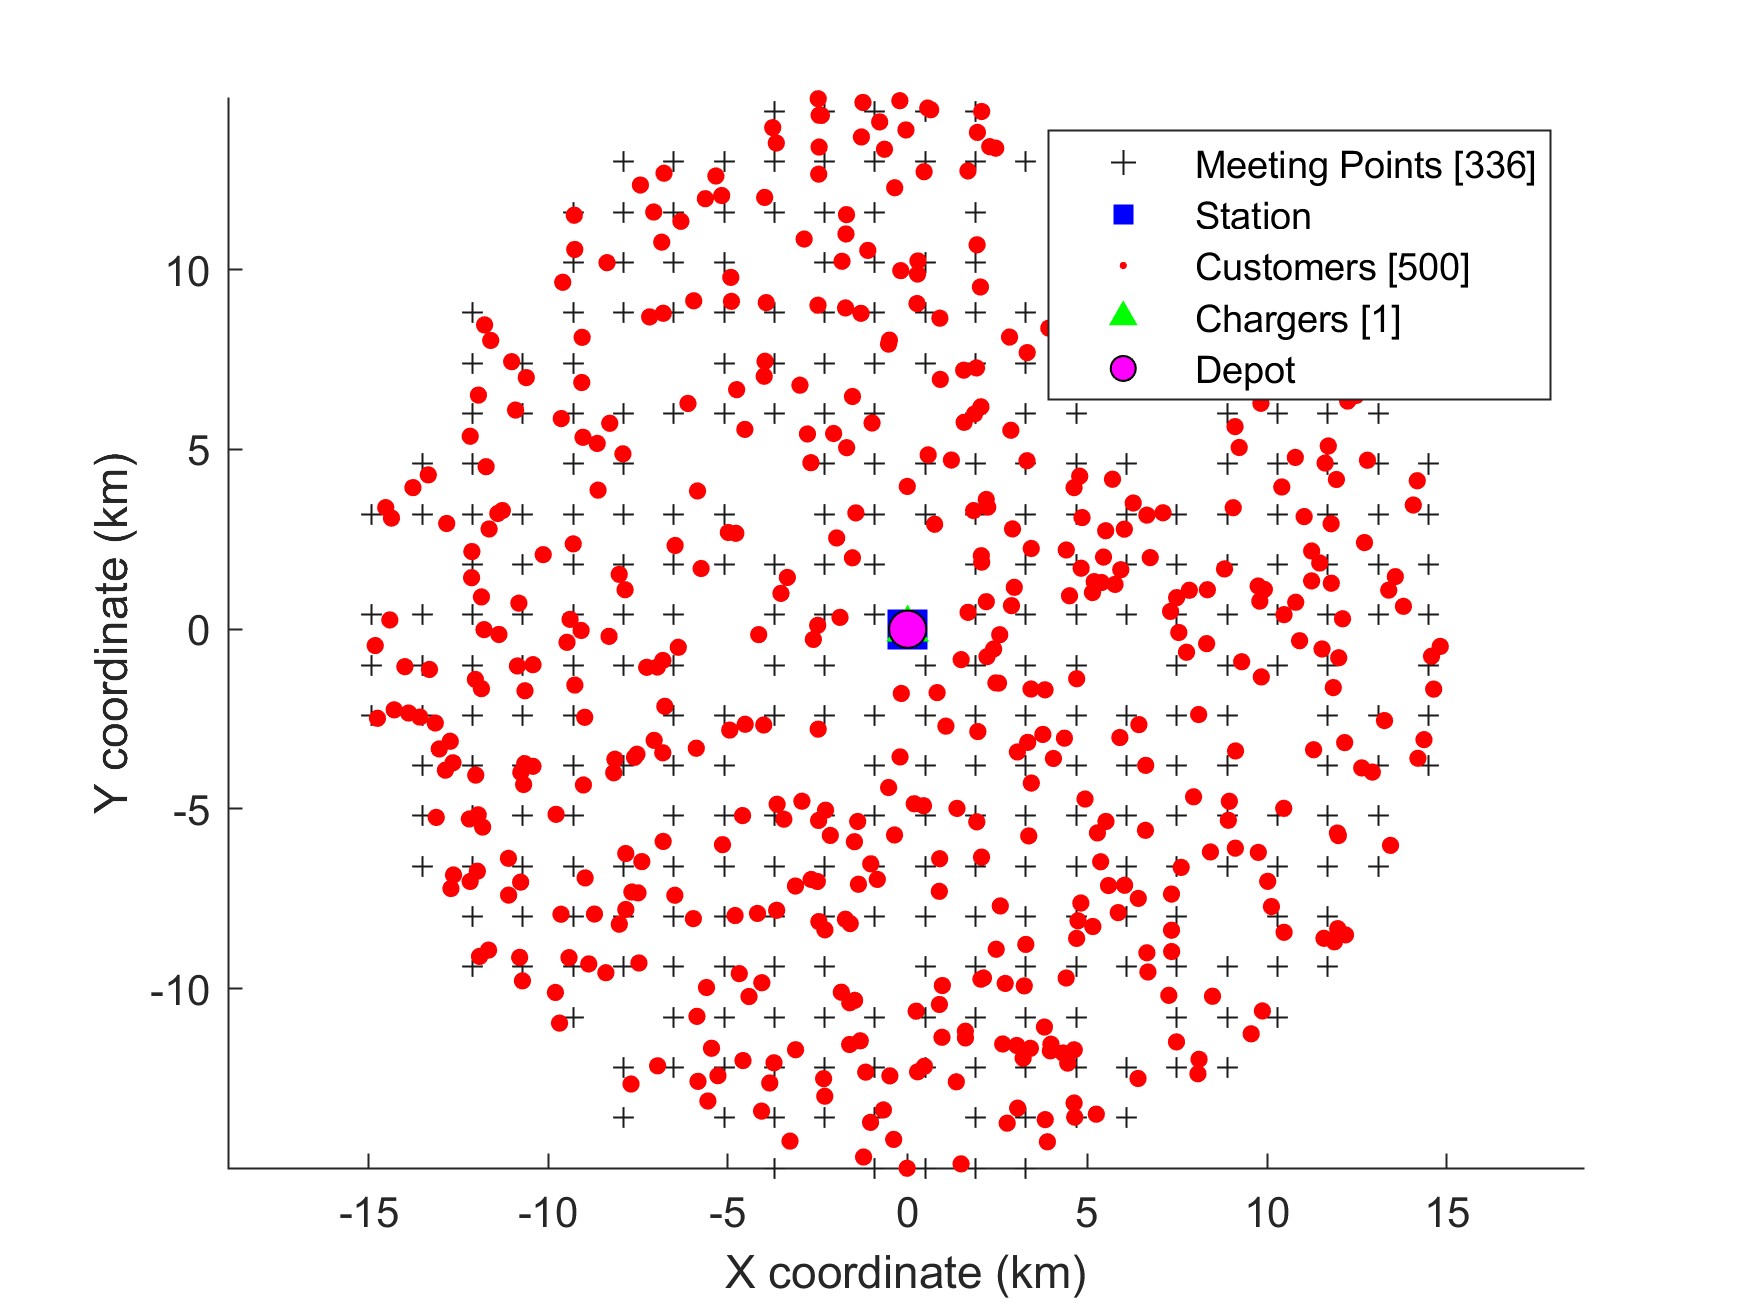 Meeting Points [336]
Station
Customers [500]
Chargers [1]
Depot
10
5
0
-5
-10
Y coordinate (km)
-15 -10 -5 0 5 10 15
X coordinate (km)